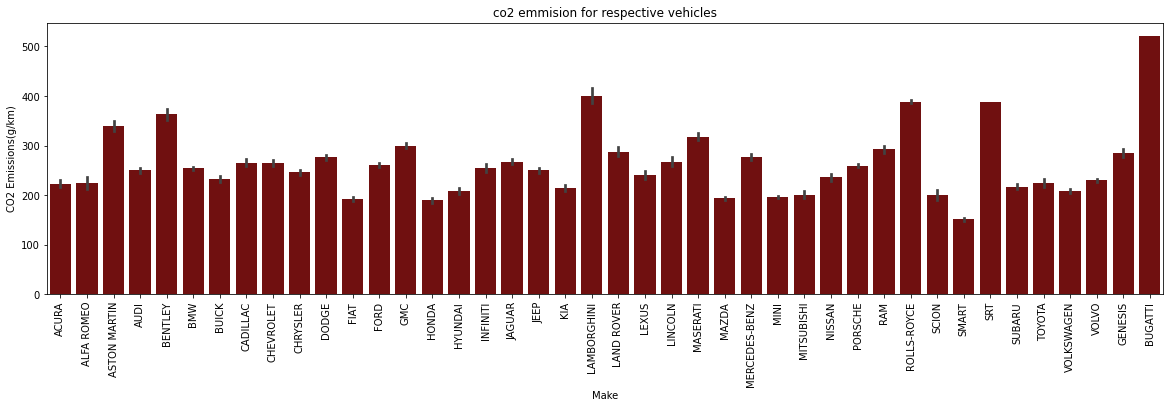 co2 emmision for respective vehicles
CO2 Emissions(g/km)
500
400
300
200
100
0
ACURA
ALFA ROMEO
ASTON MARTIN
AUDI
BENTLEY
BMW
BUICK
CADILLAC
CHEVROLET
CHRYSLER
DODGE
FIAT
FORD
GMC
HONDA
HYUNDAI
INFINITI
JAGUAR
JEEP
KIA
LAMBORGHINI
LAND ROVER
LEXUS
LINCOLN
MASERATI
MAZDA
MERCEDES-BENZ
MINI
MITSUBISHI
NISSAN
PORSCHE
RAM
ROLLS-ROYCE
SCION
SMART
SRT
SUBARU
TOYOTA
VOLKSWAGEN
VOLVO
GENESIS
BUGATTI
Make